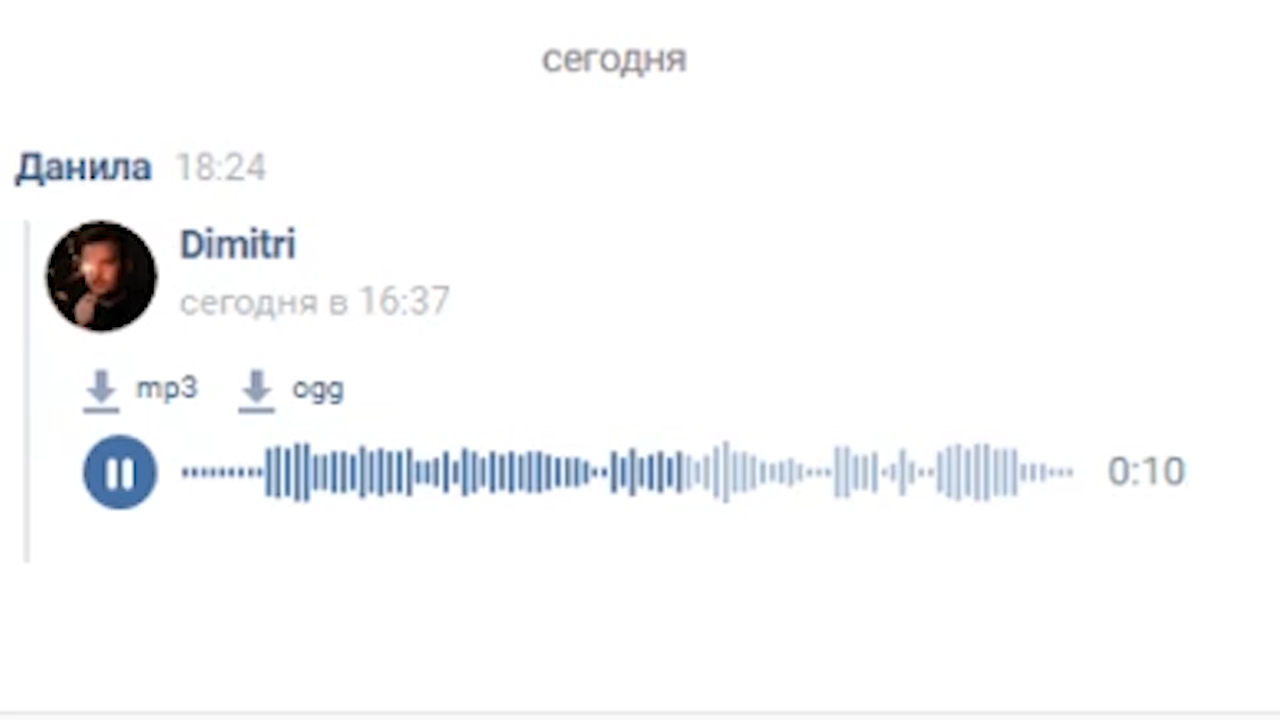 сегодня
Данила 18:24
Dimitri
сегодня в 16:37
mp3 ogg
0:10